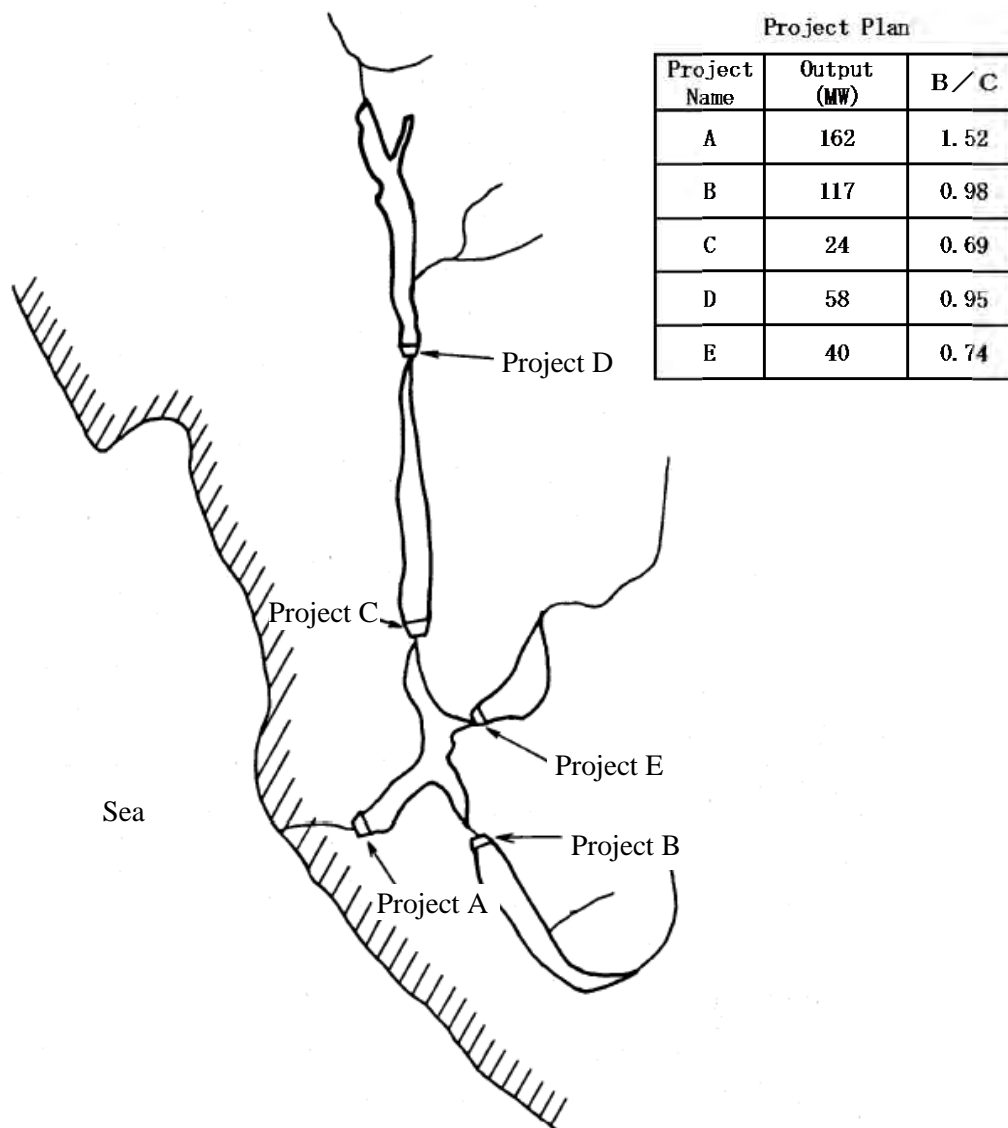 Project Plan
Project Name Output (MW) B／C
A 162 1.52
B 117 0.98
C 24 0.69
D 58 0.95
E 40 0.74
Project D
Project C
Project E
Sea
Project B
Project A